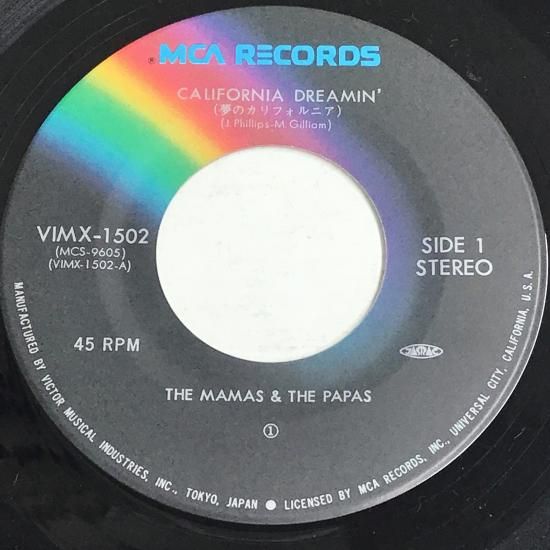 ®MCA RECORDS
CALIFORNIA DREAMIN'
(夢のカリフォルニア)
(J. Phillips-M. Gilliam)
VIMX-1502
(MCS-9605)
(VIMX-1502-A)
SIDE 1
STEREO
45 RPM
JASRAC
THE MAMAS & THE PAPAS
①
MANUFACTURED BY VICTOR MUSICAL INDUSTRIES, INC., TOKYO, JAPAN ● LICENSED BY MCA RECORDS, INC., UNIVERSAL CITY, CALIFORNIA, U.S.A.